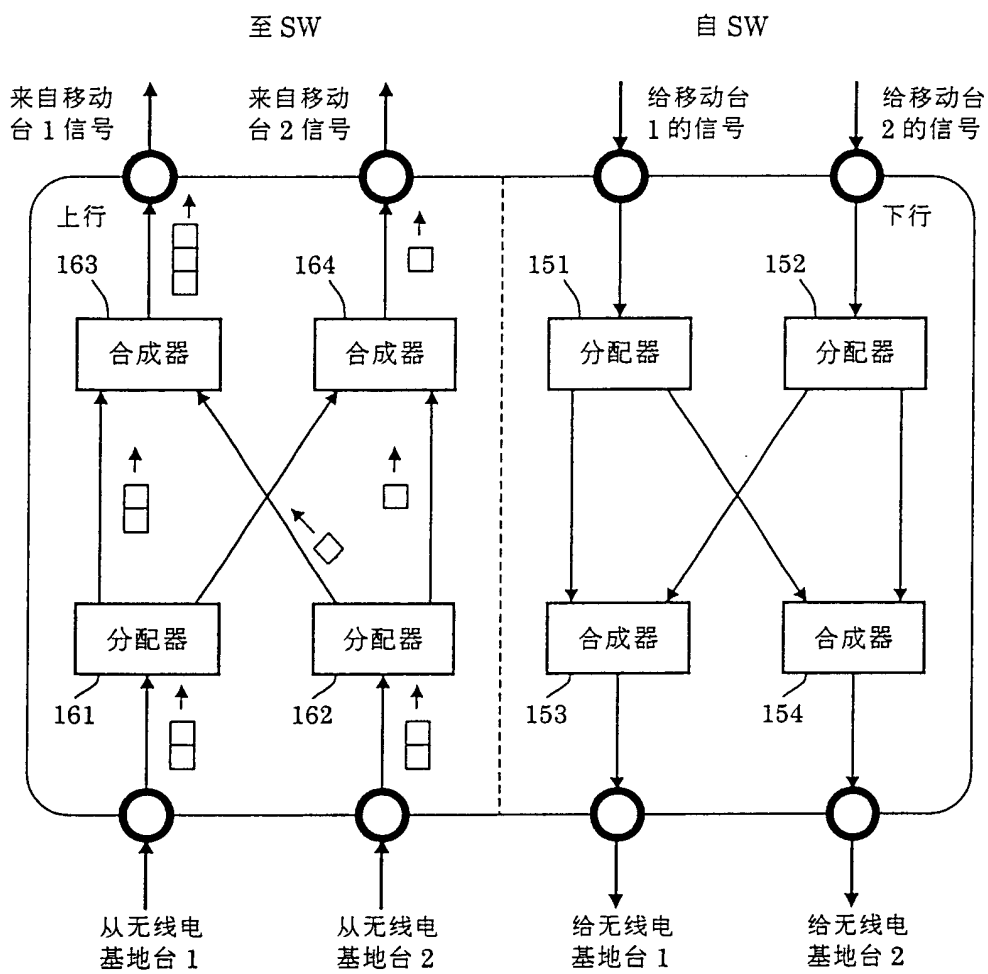 至 SW
自 SW
来自移动
台 1 信号
来自移动
台 2 信号
给移动台
1 的信号
给移动台
2 的信号
上行
下行
163
164
151
152
合成器
合成器
分配器
分配器
分配器
分配器
合成器
合成器
161
162
153
154
从无线电
基地台 1
从无线电
基地台 2
给无线电
基地台 1
给无线电
基地台 2